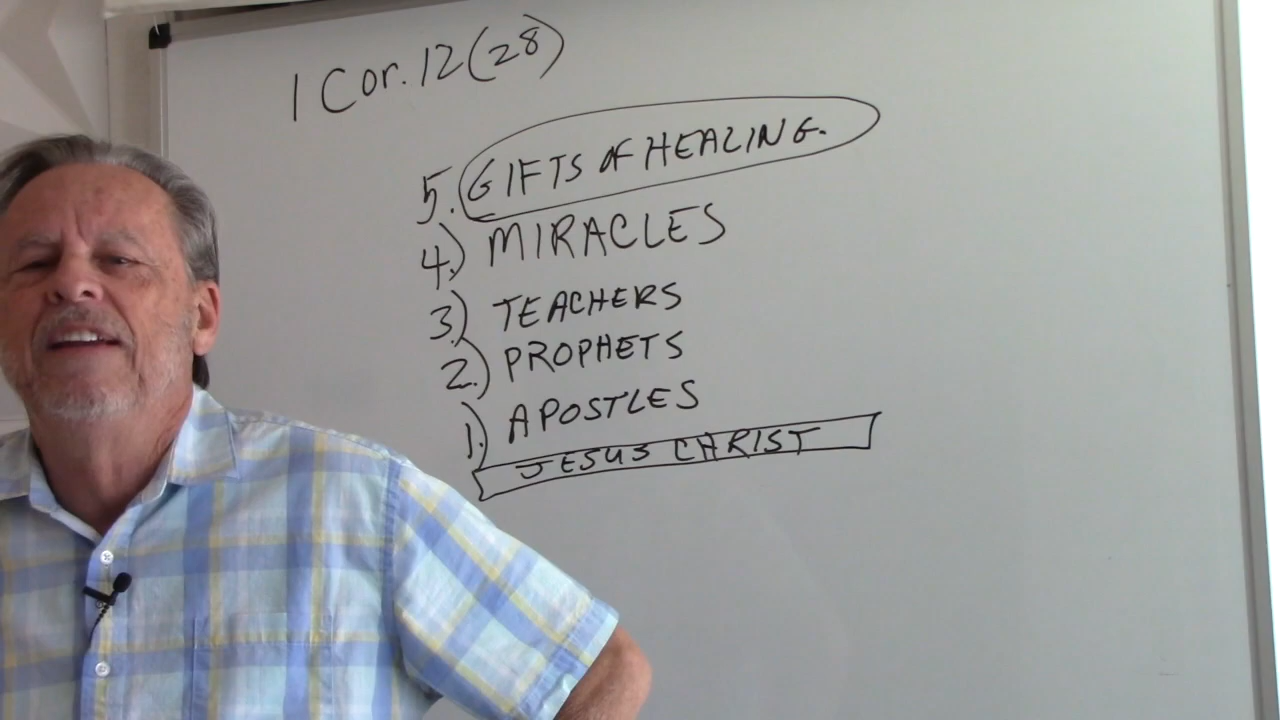 1 Cor. 12 (28)
5. GIFTS OF HEALING.
4.) MIRACLES
3.) TEACHERS
2.) PROPHETS
1.) APOSTLES
JESUS CHRIST